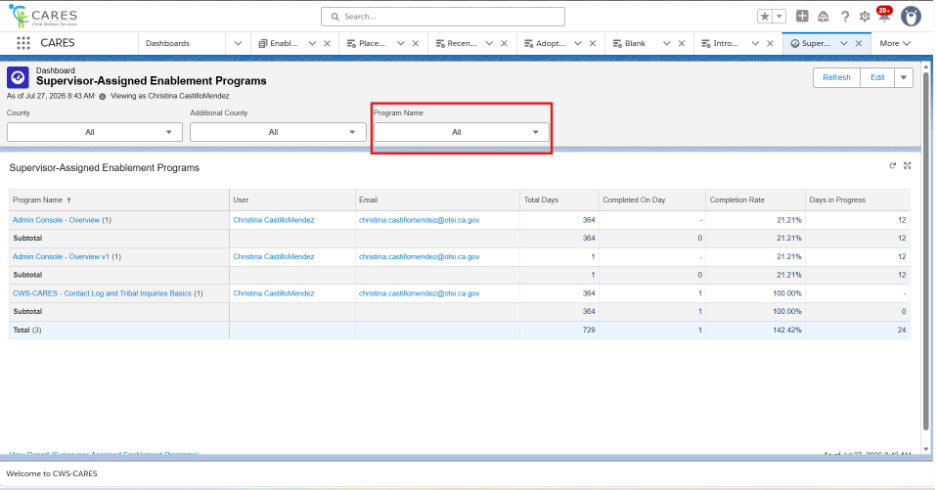 CARES
Child Welfare Services
Search...
20+
CARES
Dashboards
Enabl...
Place...
Recen...
Adopt...
Blank
Intro...
Super...
More
Dashboard
Supervisor-Assigned Enablement Programs
As of Jul 27, 2026 8:43 AM Viewing as Christina CastilloMendez
Refresh
Edit
County
Additional County
Program Name
All
All
All
Supervisor-Assigned Enablement Programs
Program Name ↑ User Email Total Days Completed On Day Completion Rate Days in Progress
Admin Console - Overview (1) Christina CastilloMendez christina.castillomendez@otsi.ca.gov 364 - 21.21% 12
Subtotal 364 0 21.21% 12
Admin Console - Overview v1 (1) Christina CastilloMendez christina.castillomendez@otsi.ca.gov 1 - 21.21% 12
Subtotal 1 0 21.21% 12
CWS-CARES - Contact Log and Tribal Inquiries Basics (1) Christina CastilloMendez christina.castillomendez@otsi.ca.gov 364 1 100.00% -
Subtotal 364 1 100.00% 0
Total (3) 729 1 142.42% 24
View Report (Supervisor-Assigned Enablement Programs)
As of Jul 27, 2026 8:43 AM
Welcome to CWS-CARES